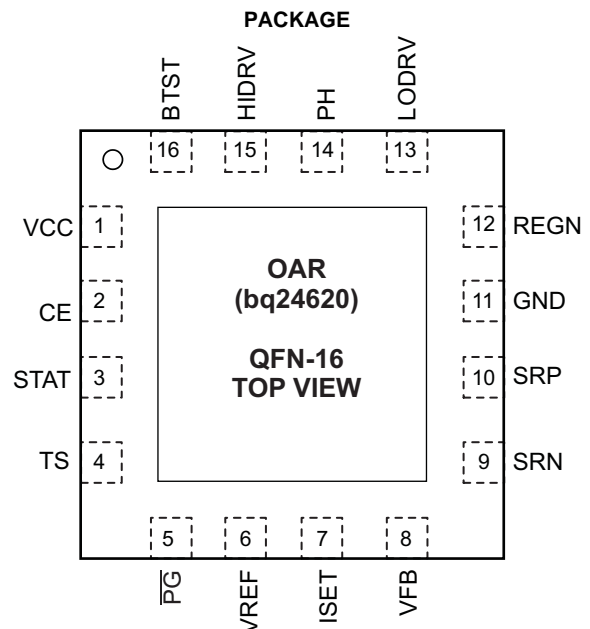 PACKAGE
BTST
HIDRV
PH
LODRV
16
15
14
13
VCC 1
12 REGN
OAR
(bq24620)
CE 2
11 GND
QFN-16
TOP VIEW
STAT 3
10 SRP
TS 4
9 SRN
5
6
7
8
P̅G̅
VREF
ISET
VFB